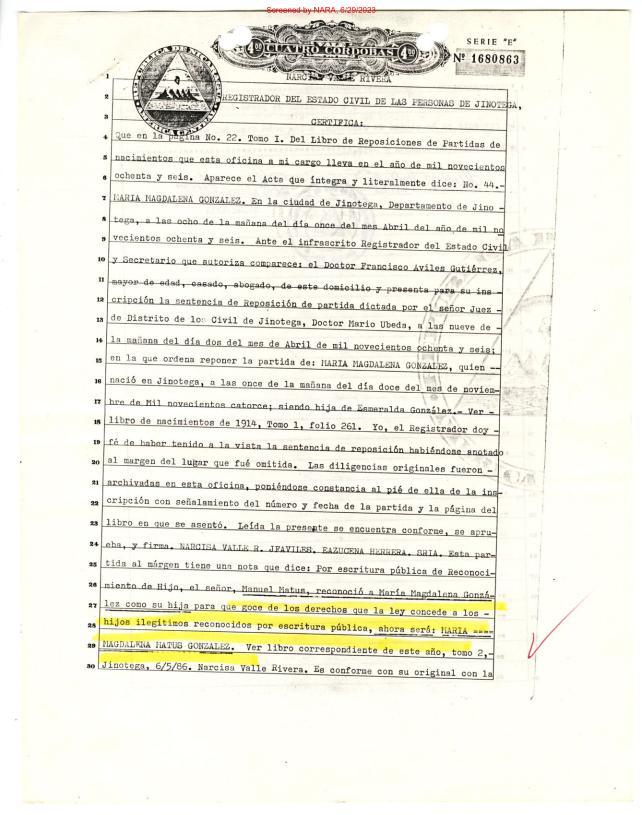 Screened by NARA, 6/29/2023
SERIE "E"
4.00 CUATRO CORDOBAS 4.00
Nº 1680863
REPUBLICA DE NICARAGUA
AMERICA CENTRAL
1 NARCISA VALLE RIVERA
2 REGISTRADOR DEL ESTADO CIVIL DE LAS PERSONAS DE JINOTEGA,
3 CERTIFICA:
4 Que en la página No. 22. Tomo I. Del Libro de Reposiciones de Partidas de
5 nacimientos que esta oficina a mi cargo lleva en el año de mil novecientos
6 ochenta y seis. Aparece el Acta que íntegra y literalmente dice: No. 44.-
7 MARIA MAGDALENA GONZALEZ. En la ciudad de Jinotega, Departamento de Jino -
8 tega, a las ocho de la mañana del día once del mes Abril del año de mil no
9 vecientos ochenta y seis. Ante el infrascrito Registrador del Estado Civil
10 y Secretario que autoriza comparece: el Doctor Francisco Aviles Gutiérrez,
11 mayor de edad, casado, abogado, de este domicilio y presenta para su ins -
12 cripción la sentencia de Reposición de partida dictada por el señor Juez -
13 de Distrito de lo Civil de Jinotega, Doctor Mario Ubeda, a las nueve de -
14 la mañana del día dos del mes de Abril de mil novecientos ochenta y seis;
15 en la que ordena reponer la partida de: MARIA MAGDALENA GONZALEZ, quien --
16 nació en Jinotega, a las once de la mañana del día doce del mes de noviem-
17 bre de Mil novecientos catorce; siendo hija de Esmeralda González.- Ver -
18 libro de nacimientos de 1914, Tomo 1, folio 261. Yo, el Registrador doy -
19 fé de haber tenido a la vista la sentencia de reposición habiéndose anotado
20 al margen del lugar que fué omitida. Las diligencias originales fueron -
21 archivadas en esta oficina, poniéndose constancia al pié de ella de la ins
22 cripción con señalamiento del número y fecha de la partida y la página del
23 libro en que se asentó. Leída la presente se encuentra conforme, se apru-
24 eba, y firma. NARCISA VALLE R. JFAVILES. EAZUCENA HERRERA. SRIA. Esta par-
25 tida al márgen tiene una nota que dice: Por escritura pública de Reconoci-
26 miento de Hijo, el señor, Manuel Matus, reconoció a María Magdalena Gonzá-
27 lez como su hija para que goce de los derechos que la ley concede a los -
28 hijos ilegítimos reconocidos por escritura pública, ahora será: MARIA ----
29 MAGDALENA MATUS GONZALEZ. Ver libro correspondiente de este año, tomo 2,-
30 Jinotega, 6/5/86. Narcisa Valle Rivera. Es conforme con su original con la